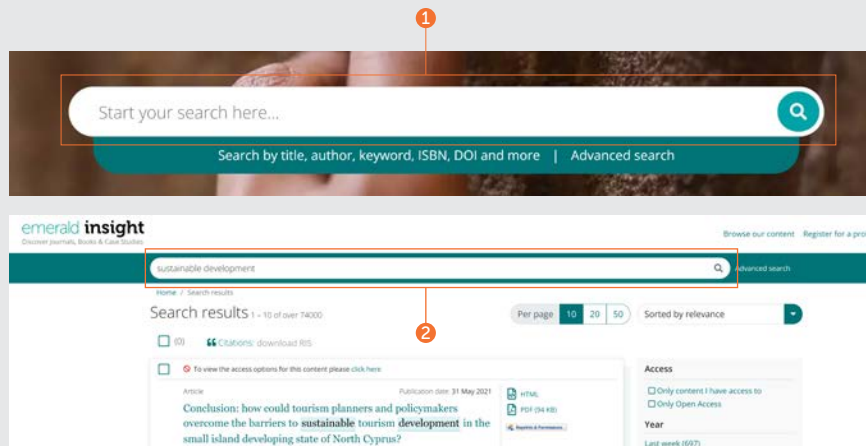 1
Start your search here...
Search by title, author, keyword, ISBN, DOI and more | Advanced search
emerald insight
Discover Journals, Books & Case Studies
Browse our content Register for a pro
sustainable development
Advanced search
Home / Search results
Search results 1 - 10 of over 74000
Per page 10 20 50 Sorted by relevance
2
(0) Citations: download RIS
To view the access options for this content please click here
Article
Publication date: 31 May 2021
Conclusion: how could tourism planners and policymakers
overcome the barriers to sustainable tourism development in the
small island developing state of North Cyprus?
HTML
PDF (94 KB)
Reprints & Permissions
Access
Only content I have access to
Only Open Access
Year
Last week (697)